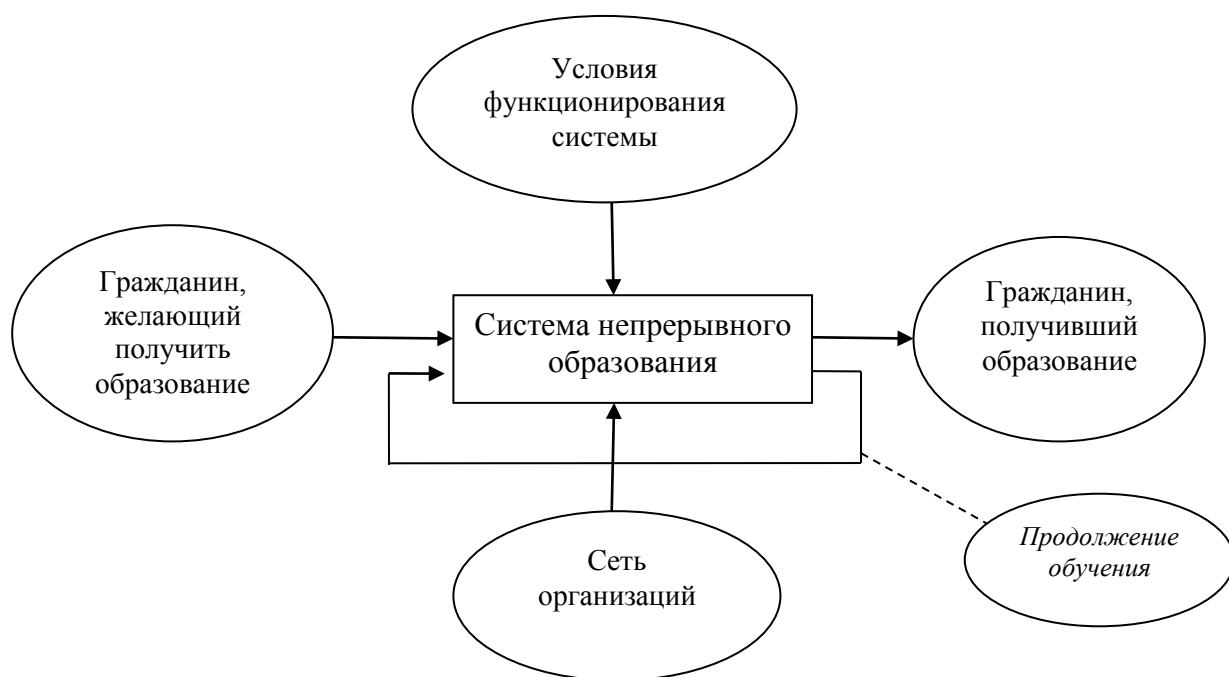 Условия
функционирования
системы
Гражданин,
желающий
получить
образование
Система непрерывного
образования
Гражданин,
получивший
образование
Сеть
организаций
Продолжение
обучения